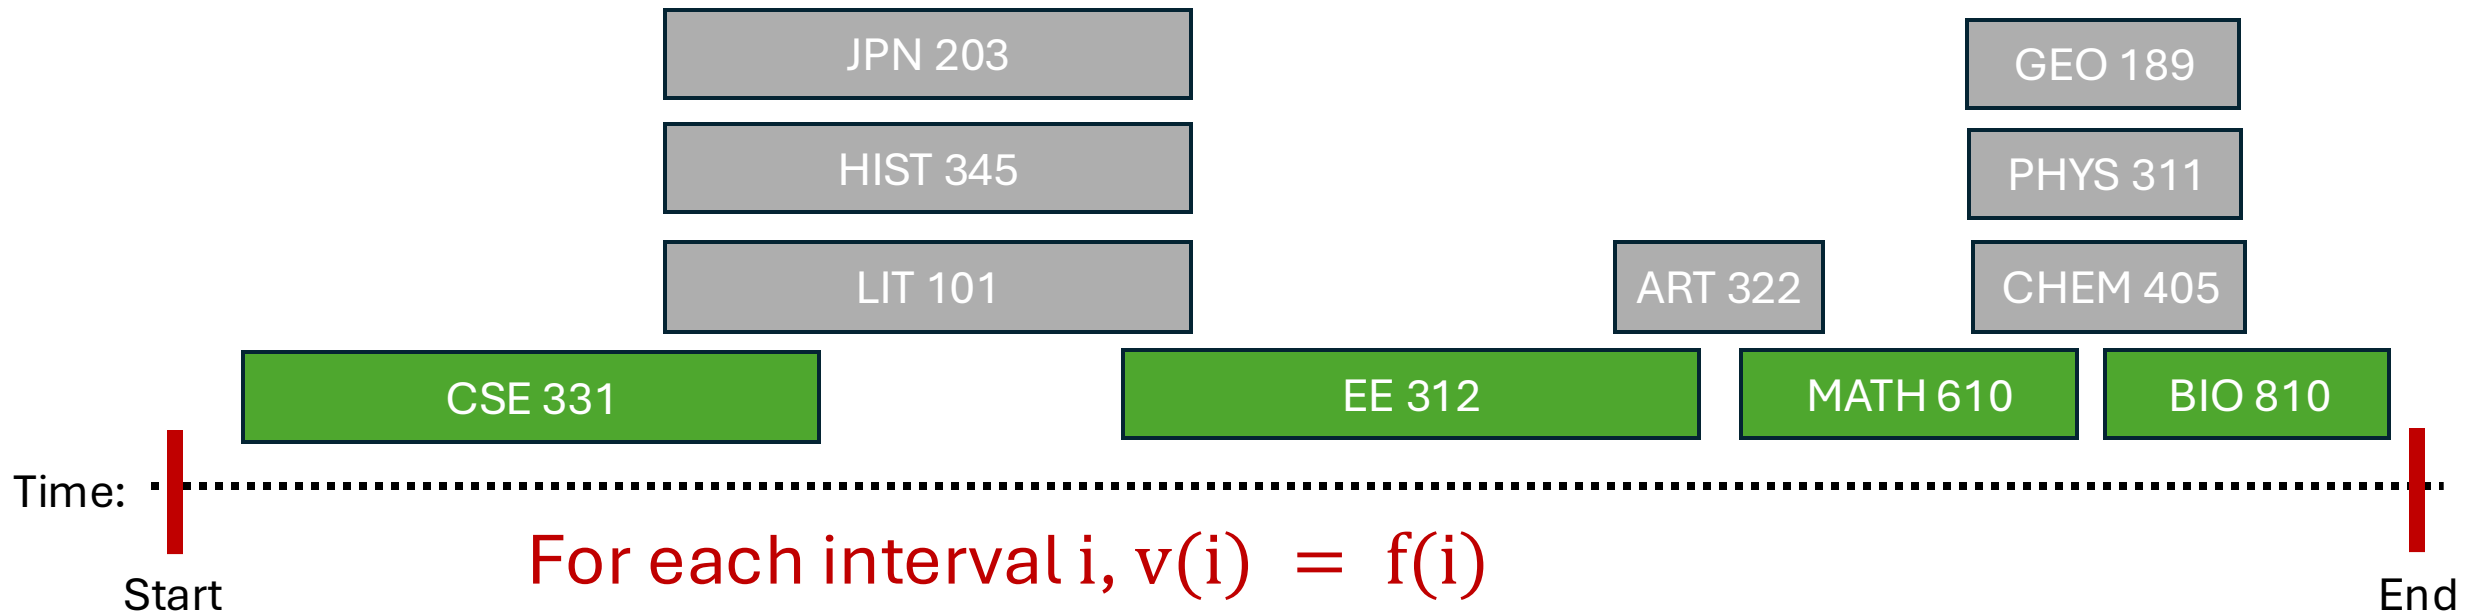 JPN 203
GEO 189
HIST 345
PHYS 311
LIT 101
ART 322
CHEM 405
CSE 331
EE 312
MATH 610
BIO 810
Time:
For each interval i, v(i) = f(i)
Start
End